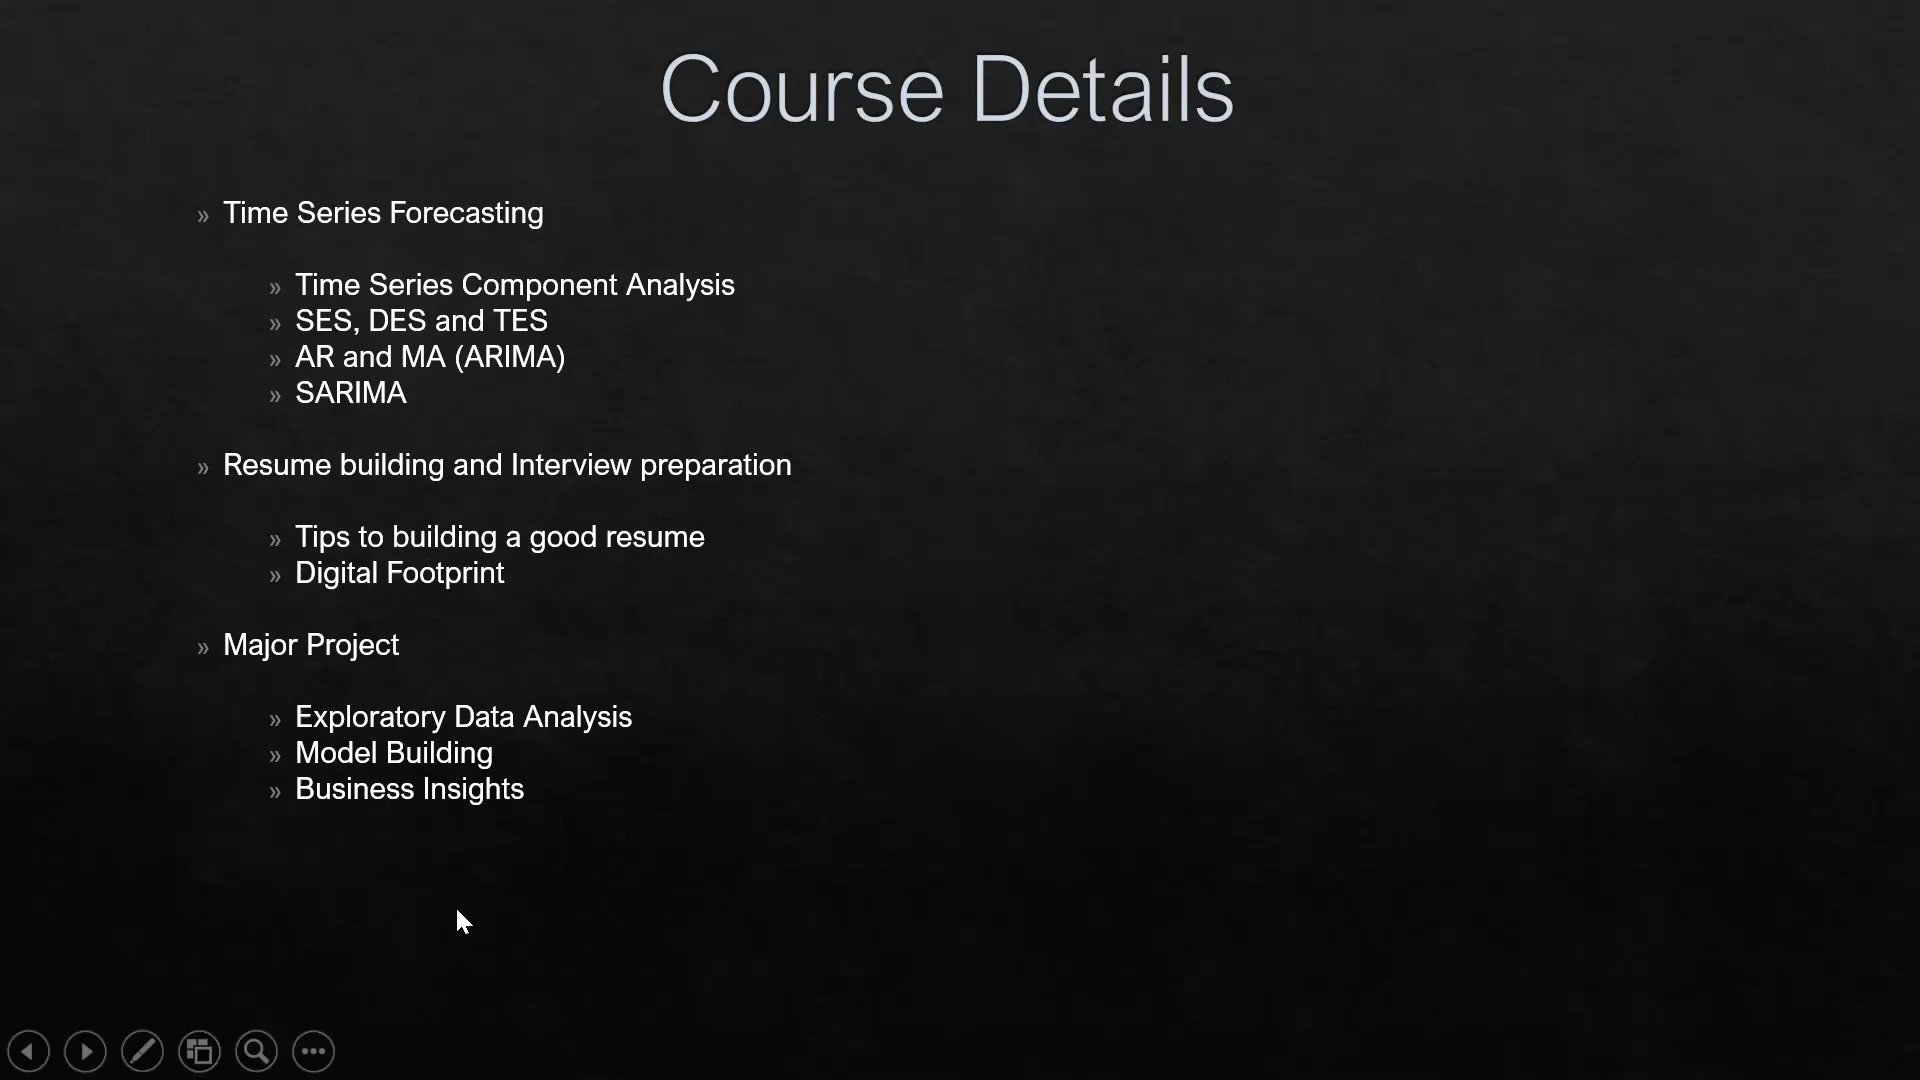 Course Details
» Time Series Forecasting
» Time Series Component Analysis
» SES, DES and TES
» AR and MA (ARIMA)
» SARIMA
» Resume building and Interview preparation
» Tips to building a good resume
» Digital Footprint
» Major Project
» Exploratory Data Analysis
» Model Building
» Business Insights